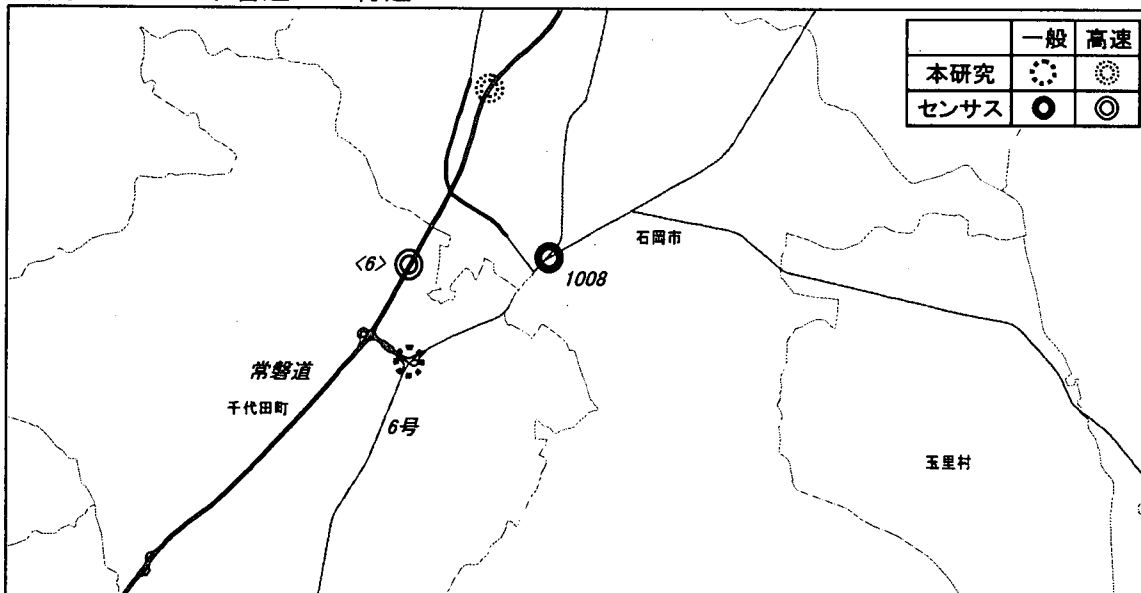 一般 高速
本研究
センサス
石岡市
<6>
1008
常磐道
千代田町
6号
玉里村